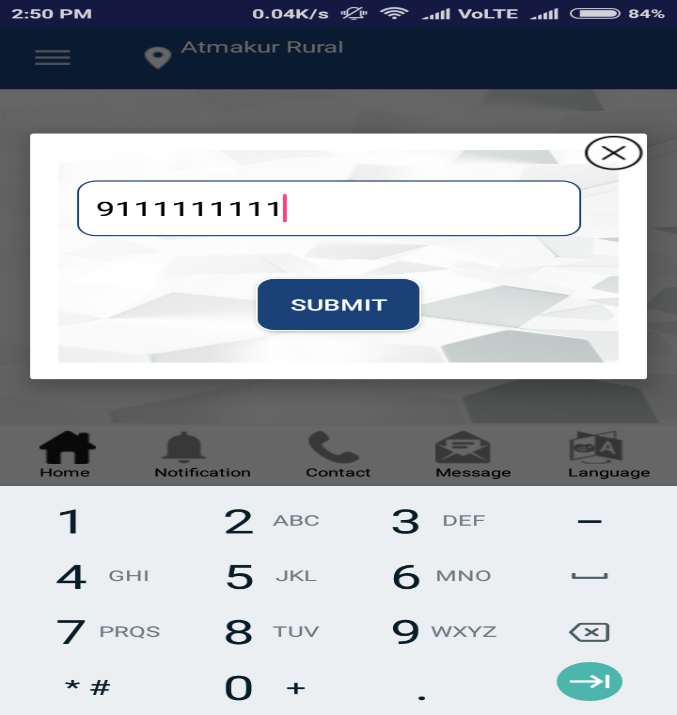 2:50 PM 0.04K/s VoLTE 84%
Atmakur Rural
9111111111
SUBMIT
Home Notification Contact Message Language
1 2 ABC 3 DEF –
4 GHI 5 JKL 6 MNO
7 PRQS 8 TUV 9 WXYZ
* # 0 + .